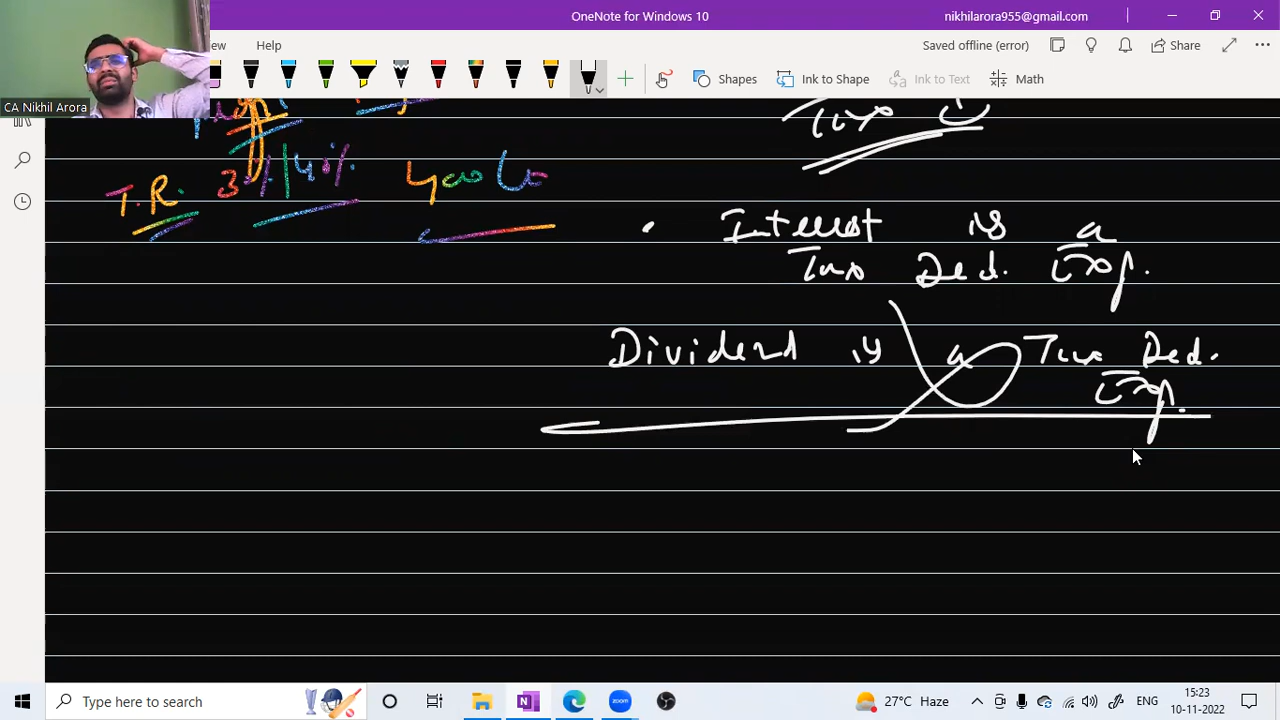 OneNote for Windows 10
nikhilarora955@gmail.com
ew Help
Saved offline (error)
Share
Shapes
Ink to Shape
Ink to Text
Math
CA Nikhil Arora
T.R. 3 %/40%
Interest is a
Tax Ded. Exp.
Dividend is a Tax Ded.
Exp.
Type here to search
27°C Haze
ENG
15:23
10-11-2022